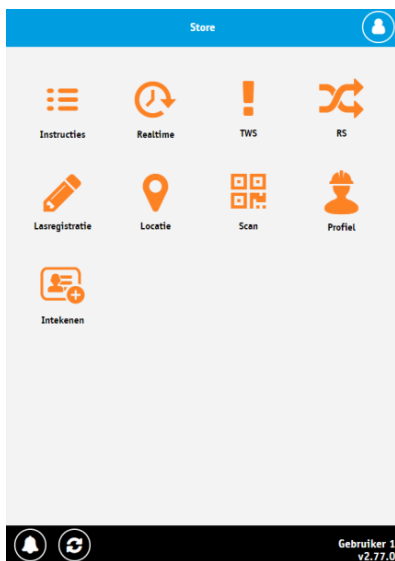 Store
Instructies
Realtime
TWS
RS
Lasregistratie
Locatie
Scan
Profiel
Intekenen
Gebruiker 1
v2.77.0